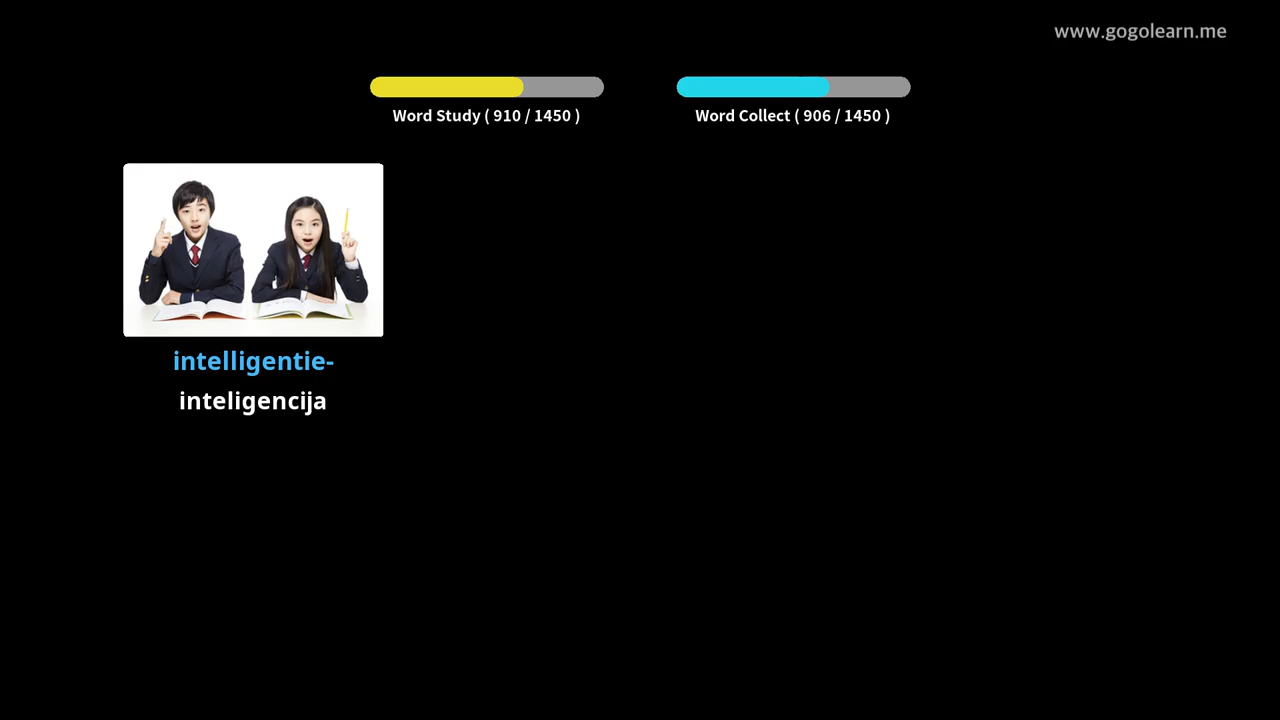 www.gogolearn.me
Word Study ( 910 / 1450 )
Word Collect ( 906 / 1450 )
intelligentie-
inteligencija